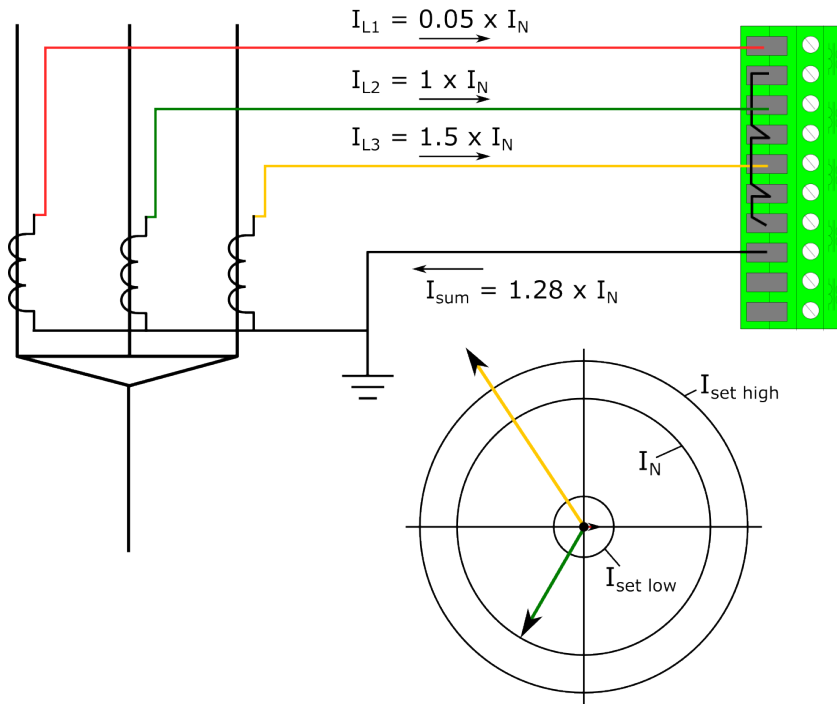 I_L1 = 0.05 x I_N
I_L2 = 1 x I_N
I_L3 = 1.5 x I_N
I_sum = 1.28 x I_N
I_set high
I_N
I_set low